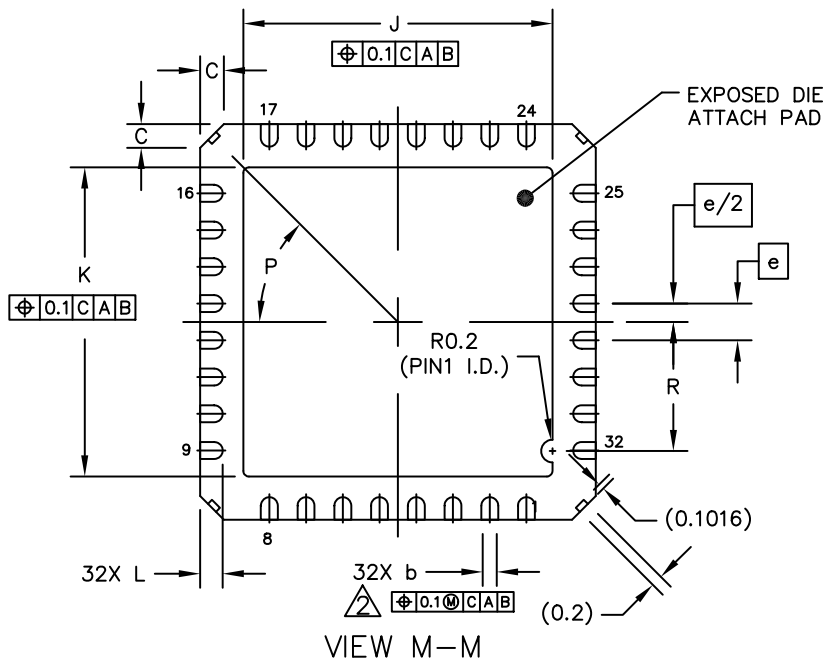 J
⌖ 0.1 C A B
C
17
24
EXPOSED DIE
ATTACH PAD
C
16
25
e/2
K
P
e
⌖ 0.1 C A B
R0.2
(PIN1 I.D.)
R
9
32
1
(0.1016)
8
32X L
32X b
2
⌖ 0.1Ⓜ C A B
(0.2)
VIEW M-M